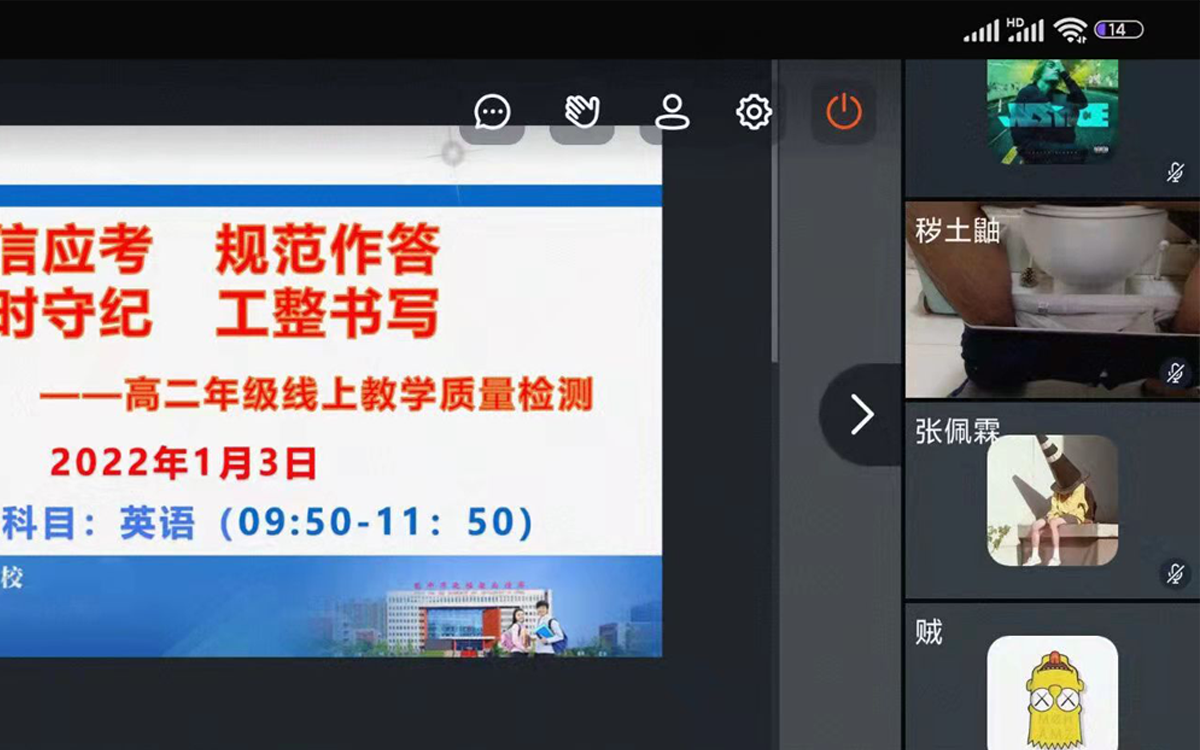 HD
14
信应考 规范作答
时守纪 工整书写
——高二年级线上教学质量检测
2022年1月3日
科目：英语（09:50-11：50）
校
秽土鼬
张佩霖
贼